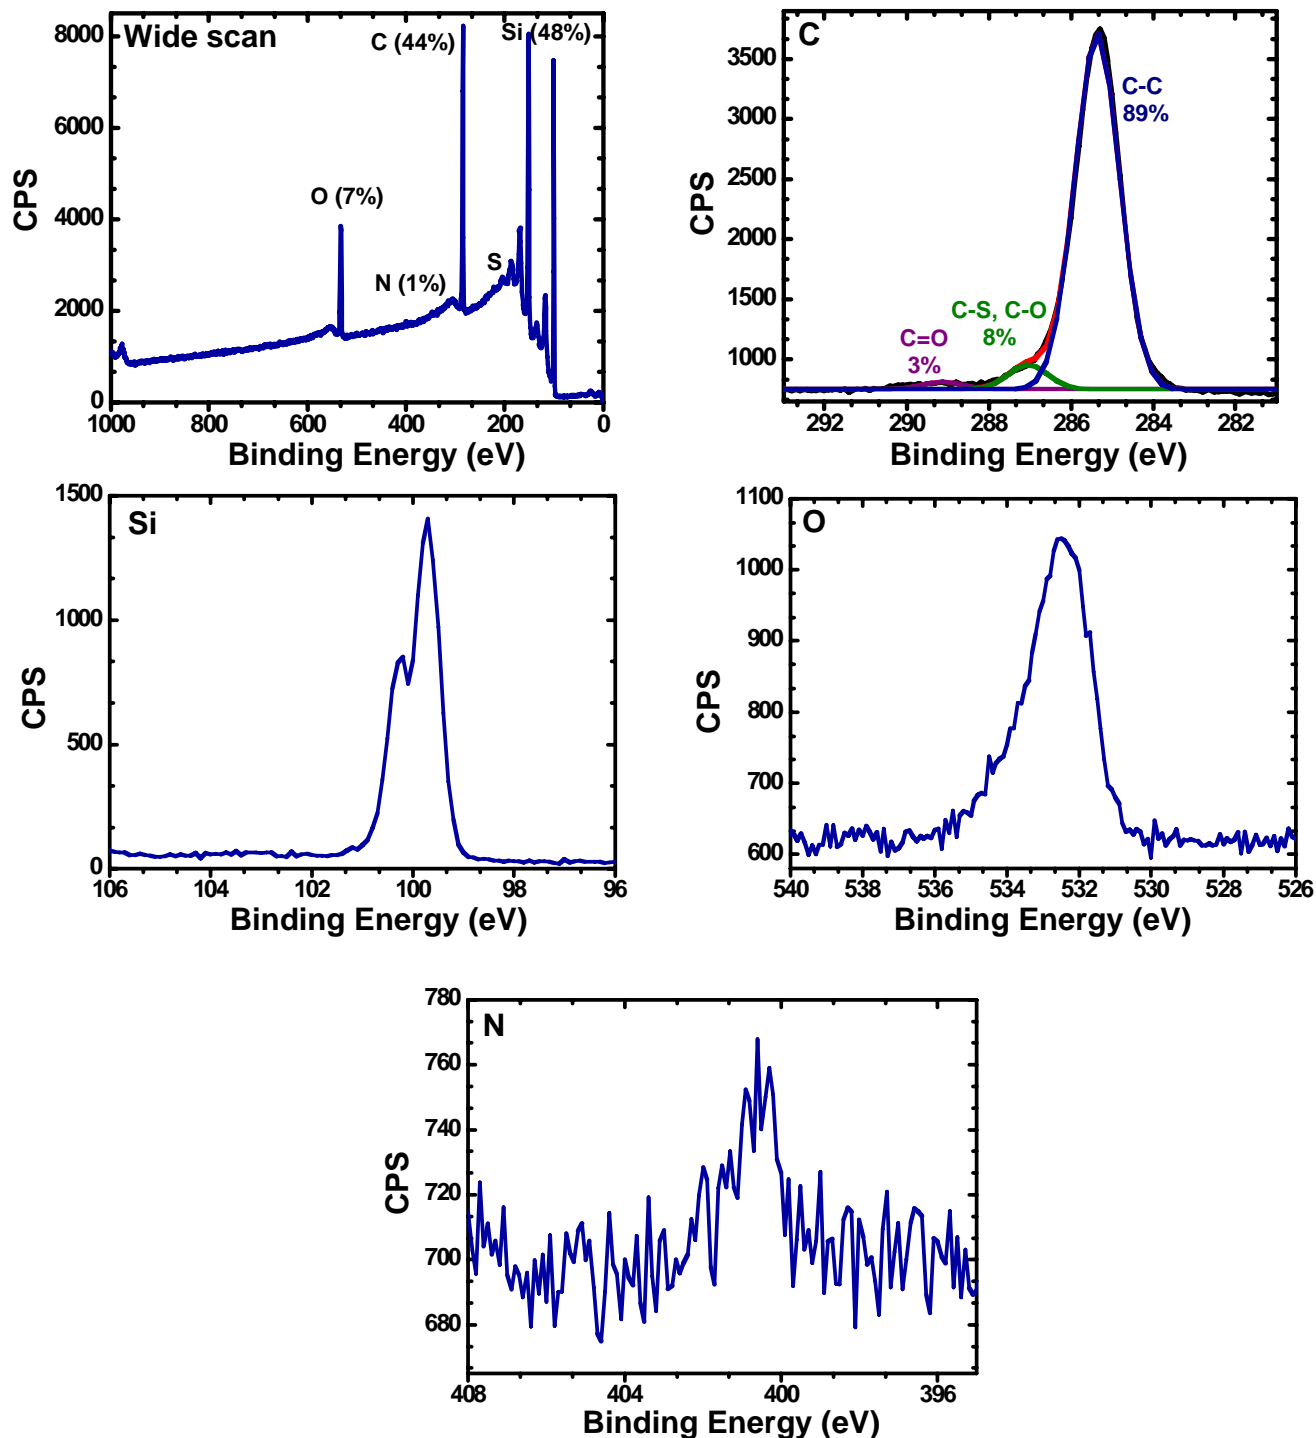 Wide scan
C (44%)
Si (48%)
O (7%)
N (1%)
S
8000
6000
4000
2000
0
CPS
1000 800 600 400 200 0
Binding Energy (eV)
C
C-C
89%
C-S, C-O
8%
C=O
3%
3500
3000
2500
2000
1500
1000
CPS
292 290 288 286 284 282
Binding Energy (eV)
Si
1500
1000
500
0
CPS
106 104 102 100 98 96
Binding Energy (eV)
O
1100
1000
900
800
700
600
CPS
540 538 536 534 532 530 528 526
Binding Energy (eV)
N
780
760
740
720
700
680
CPS
408 404 400 396
Binding Energy (eV)